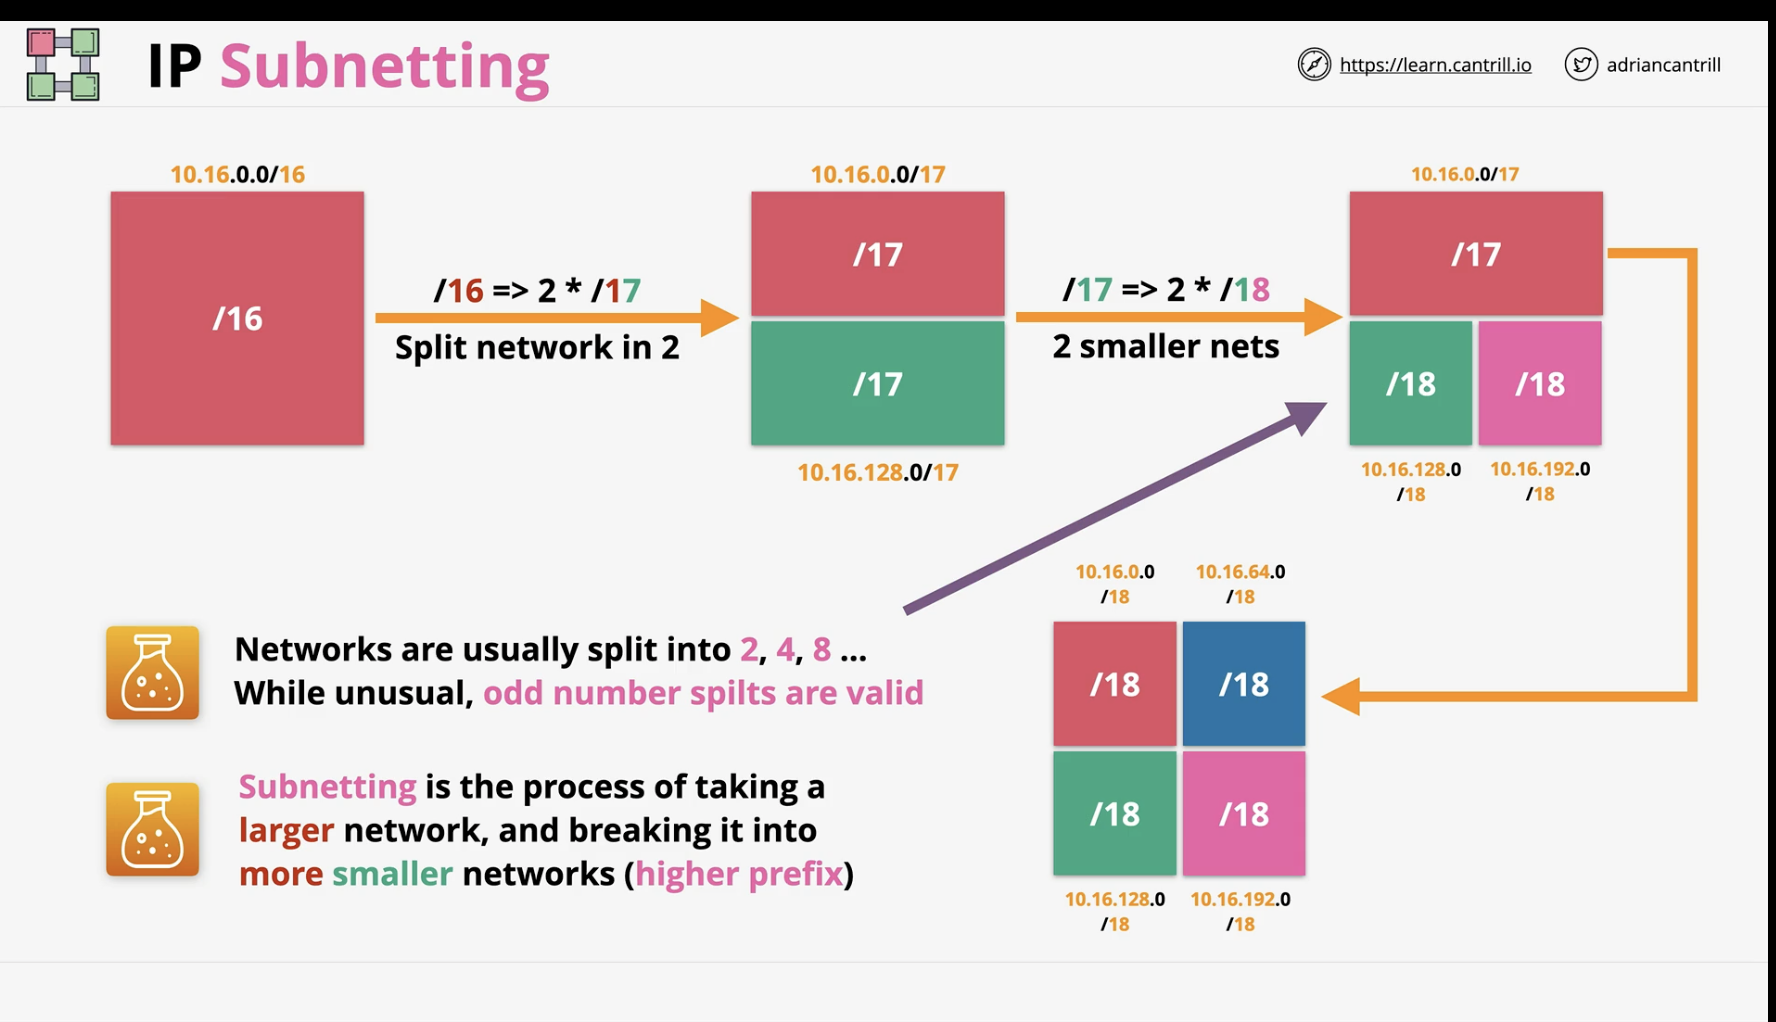 IP Subnetting
https://learn.cantrill.io
adriancantrill
10.16.0.0/16
/16
/16 => 2 * /17
Split network in 2
10.16.0.0/17
/17
/17
10.16.128.0/17
/17 => 2 * /18
2 smaller nets
10.16.0.0/17
/17
/18
/18
10.16.128.0
/18
10.16.192.0
/18
Networks are usually split into 2, 4, 8 ...
While unusual, odd number spilts are valid
Subnetting is the process of taking a
larger network, and breaking it into
more smaller networks (higher prefix)
10.16.0.0
/18
10.16.64.0
/18
/18
/18
/18
/18
10.16.128.0
/18
10.16.192.0
/18